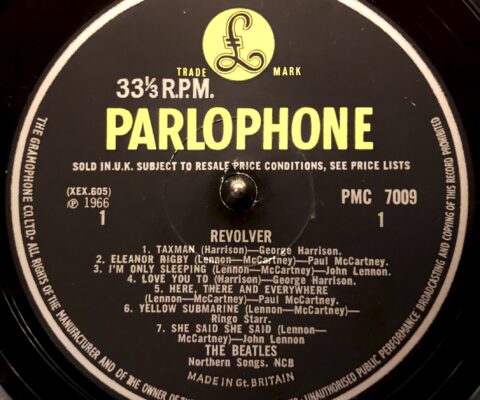 £
TRADE MARK
33⅓ R.P.M.
PARLOPHONE
SOLD IN U.K. SUBJECT TO RESALE PRICE CONDITIONS, SEE PRICE LISTS
(XEX.605)
℗ 1966
1
PMC 7009
1
REVOLVER
1. TAXMAN (Harrison)—George Harrison.
2. ELEANOR RIGBY (Lennon—McCartney)—Paul McCartney.
3. I'M ONLY SLEEPING (Lennon—McCartney)—John Lennon.
4. LOVE YOU TO (Harrison)—George Harrison.
5. HERE, THERE AND EVERYWHERE
(Lennon—McCartney)—Paul McCartney.
6. YELLOW SUBMARINE (Lennon—McCartney)—
Ringo Starr.
7. SHE SAID SHE SAID (Lennon—
McCartney)—John Lennon
THE BEATLES
Northern Songs. NCB
MADE IN Gt. BRITAIN
THE GRAMOPHONE CO. LTD. ALL RIGHTS OF THE MANUFACTURER AND OF THE OWNER OF
UNAUTHORISED PUBLIC PERFORMANCE BROADCASTING AND COPYING OF THIS RECORD PROHIBITED